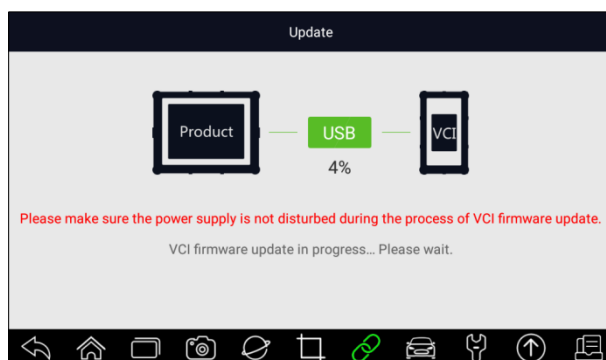 Update
Product
USB
VCI
4%
Please make sure the power supply is not disturbed during the process of VCI firmware update.
VCI firmware update in progress... Please wait.